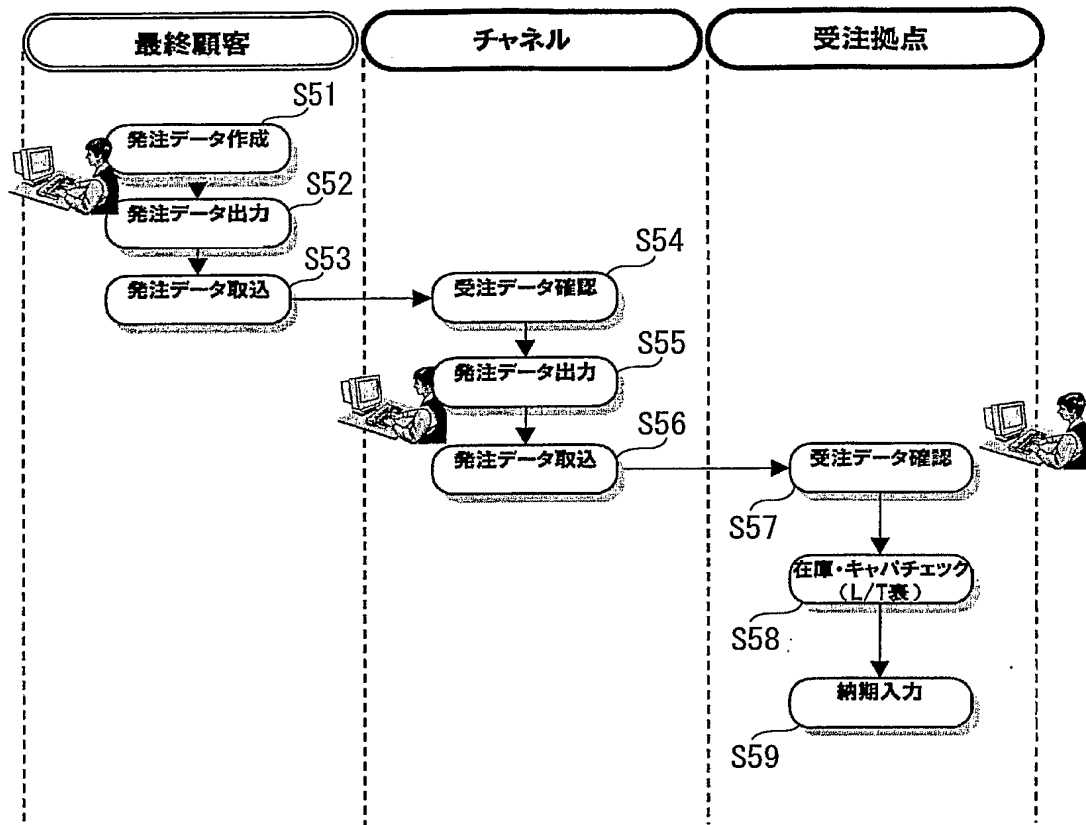 最終顧客
チャネル
受注拠点
S51
発注データ作成
S52
発注データ出力
S53
発注データ取込
S54
受注データ確認
S55
発注データ出力
S56
発注データ取込
受注データ確認
S57
在庫・キャパチェック
(L/T表)
S58
納期入力
S59